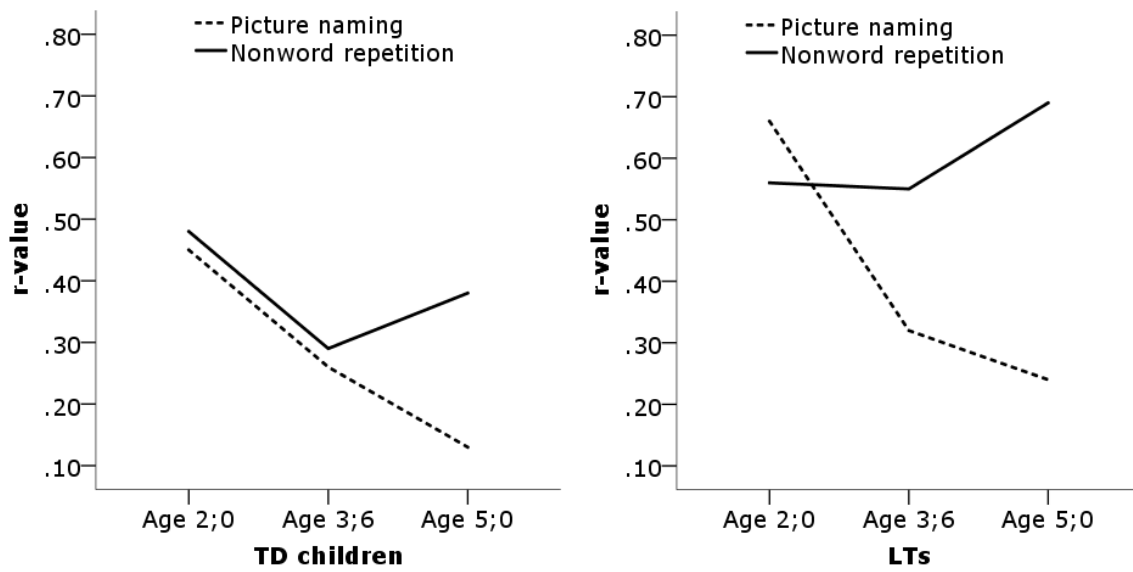 Picture naming
Nonword repetition
.80
.70
.60
.50
.40
.30
.20
.10
r-value
Age 2;0 Age 3;6 Age 5;0
TD children
Picture naming
Nonword repetition
.80
.70
.60
.50
.40
.30
.20
.10
r-value
Age 2;0 Age 3;6 Age 5;0
LTs